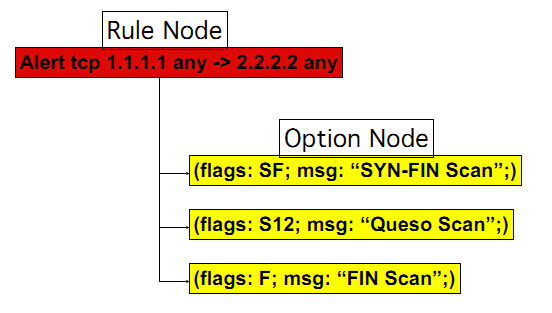 Rule Node
Alert tcp 1.1.1.1 any -> 2.2.2.2 any
Option Node
(flags: SF; msg: “SYN-FIN Scan”;)
(flags: S12; msg: “Queso Scan”;)
(flags: F; msg: “FIN Scan”;)